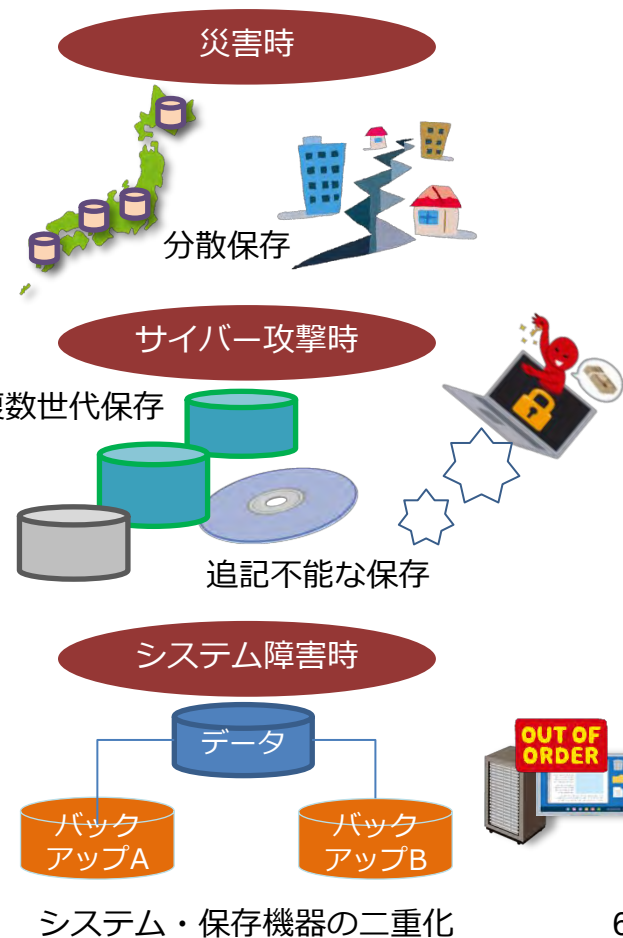 災害時
分散保存
サイバー攻撃時
複数世代保存
追記不能な保存
システム障害時
データ
OUT OF
ORDER
バック
アップA
バック
アップB
システム・保存機器の二重化
6